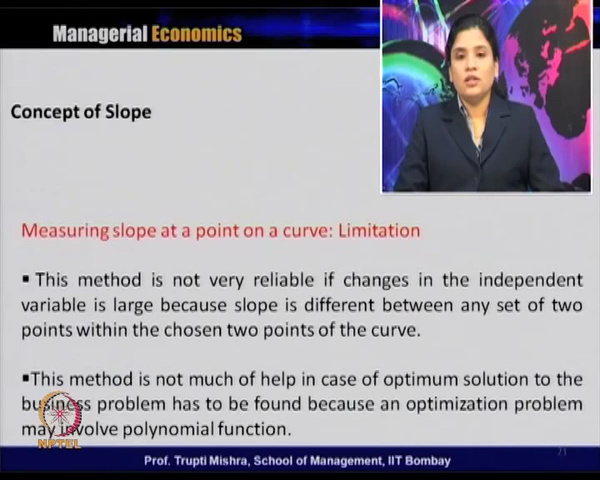 Managerial Economics
Concept of Slope
Measuring slope at a point on a curve: Limitation
▪ This method is not very reliable if changes in the independent
variable is large because slope is different between any set of two
points within the chosen two points of the curve.
▪This method is not much of help in case of optimum solution to the
business problem has to be found because an optimization problem
may involve polynomial function.
NPTEL
Prof. Trupti Mishra, School of Management, IIT Bombay
21